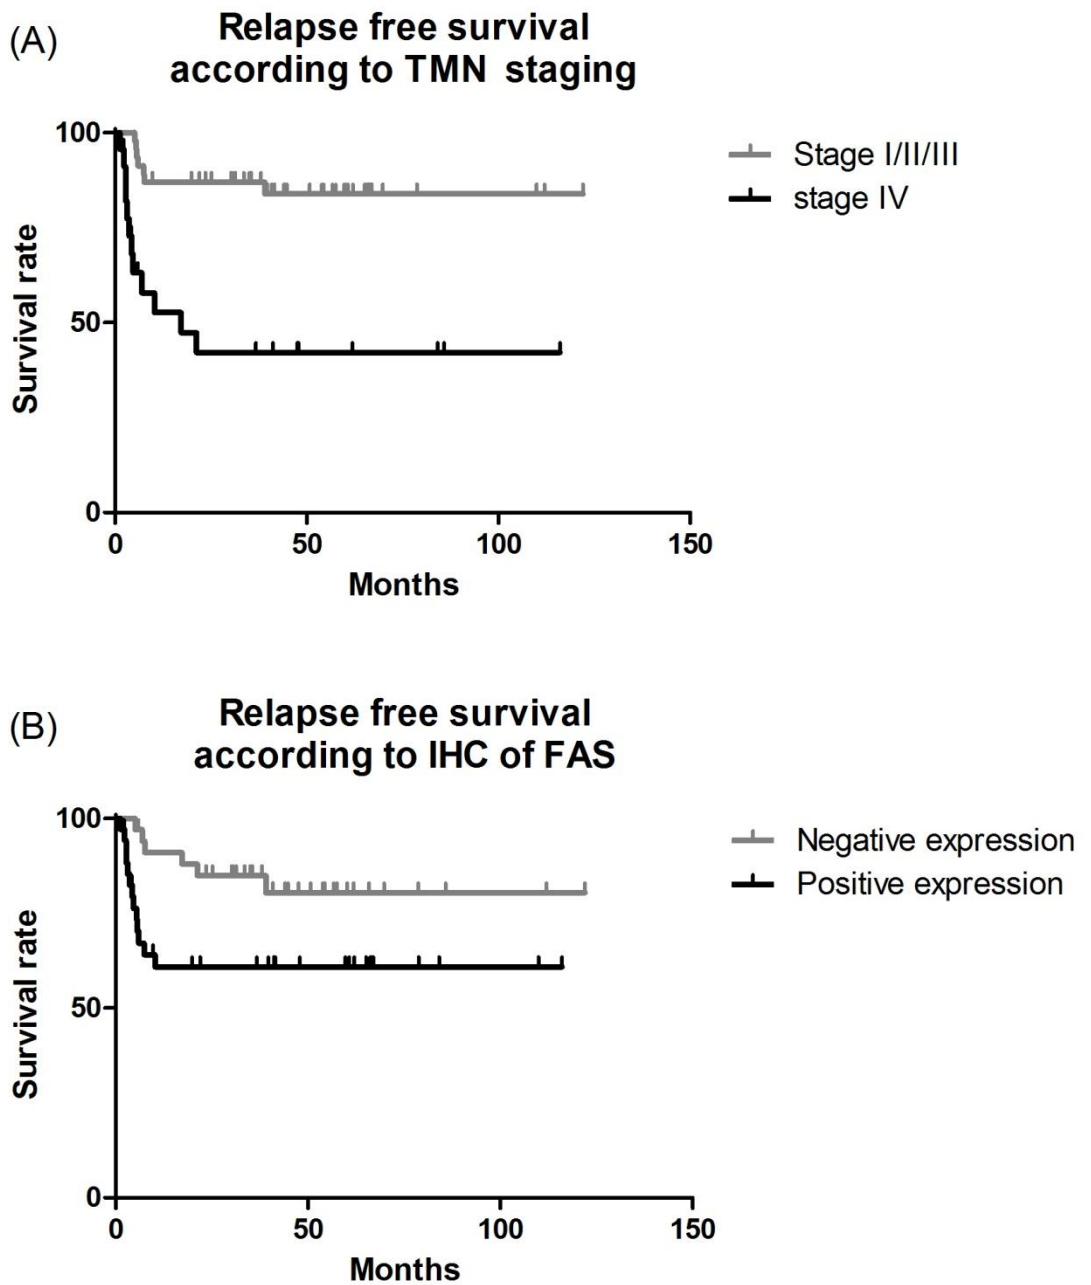 (A)
Relapse free survival
according to TMN staging
Stage I/II/III
stage IV
Survival rate
100
50
0
0 50 100 150
Months
(B)
Relapse free survival
according to IHC of FAS
Negative expression
Positive expression
Survival rate
100
50
0
0 50 100 150
Months